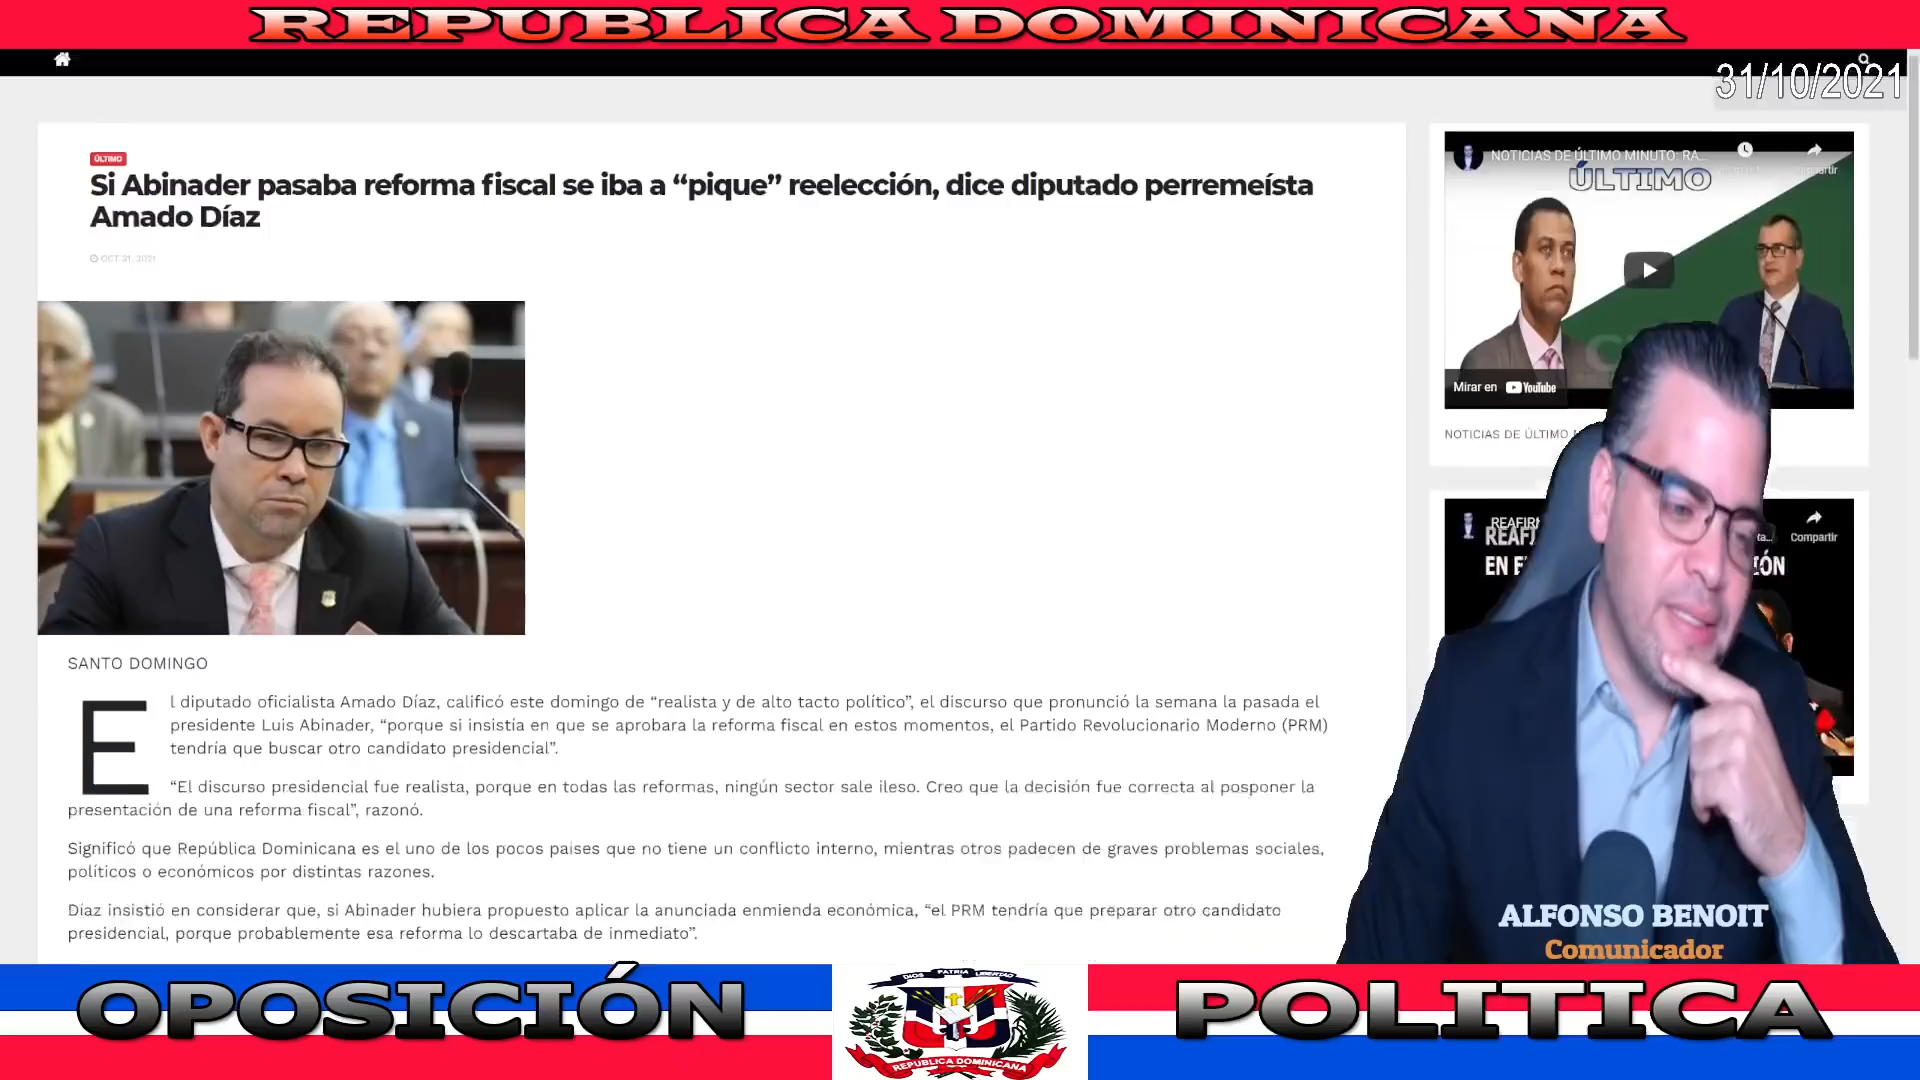 REPUBLICA DOMINICANA
31/10/2021
ÚLTIMO
Si Abinader pasaba reforma fiscal se iba a “pique” reelección, dice diputado perremeísta
Amado Díaz
OCT 31, 2021
SANTO DOMINGO
El diputado oficialista Amado Díaz, calificó este domingo de “realista y de alto tacto político”, el discurso que pronunció la semana la pasada el
presidente Luis Abinader, “porque si insistía en que se aprobara la reforma fiscal en estos momentos, el Partido Revolucionario Moderno (PRM)
tendría que buscar otro candidato presidencial”.
“El discurso presidencial fue realista, porque en todas las reformas, ningún sector sale ileso. Creo que la decisión fue correcta al posponer la
presentación de una reforma fiscal”, razonó.
Significó que República Dominicana es el uno de los pocos paises que no tiene un conflicto interno, mientras otros padecen de graves problemas sociales,
políticos o económicos por distintas razones.
Díaz insistió en considerar que, si Abinader hubiera propuesto aplicar la anunciada enmienda económica, “el PRM tendría que preparar otro candidato
presidencial, porque probablemente esa reforma lo descartaba de inmediato”.
NOTICIAS DE ÚLTIMO MINUTO: RA...
ÚLTIMO
Mirar en YouTube
NOTICIAS DE ÚLTIMO
Compartir
EN
ALFONSO BENOIT
Comunicador
OPOSICIÓN
DIOS PATRIA LIBERTAD
REPUBLICA DOMINICANA
POLITICA